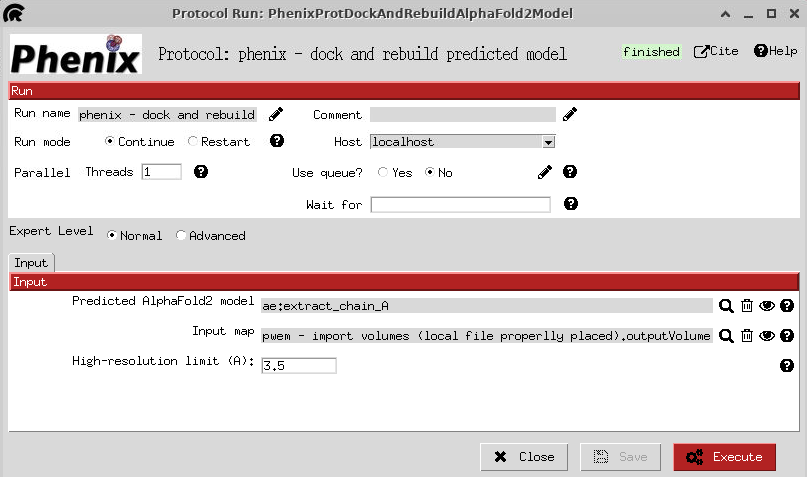 Protocol Run: PhenixProtDockAndRebuildAlphaFold2Model
Phenix Protocol: phenix - dock and rebuild predicted model finished Cite Help
Run
Run name phenix - dock and rebuild Comment
Run mode Continue Restart Host localhost
Parallel Threads 1 Use queue? Yes No
Wait for
Expert Level Normal Advanced
Input
Input
Predicted AlphaFold2 model ae:extract_chain_A
Input map pwem - import volumes (local file properlly placed).outputVolume
High-resolution limit (A): 3.5
Close Save Execute